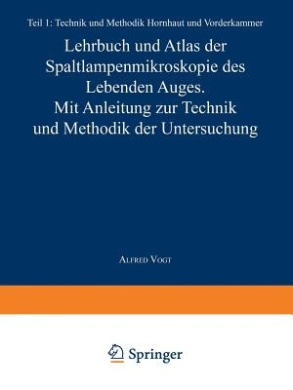 Teil 1: Technik und Methodik Hornhaut und Vorderkammer
Lehrbuch und Atlas der
Spaltlampenmikroskopie des
Lebenden Auges.
Mit Anleitung zur Technik
und Methodik der Untersuchung
ALFRED VOGT
Springer